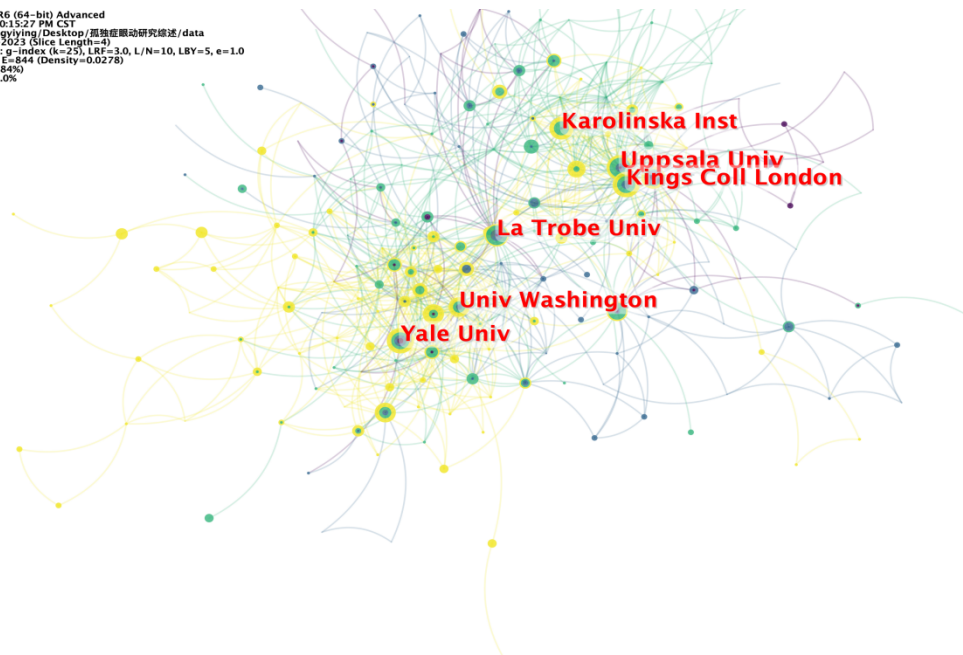 R6 (64-bit) Advanced
0:15:27 PM CST
gyiying/Desktop/孤独症眼动研究综述/data
2023 (Slice Length=4)
: g-index (k=25), LRF=3.0, L/N=10, LBY=5, e=1.0
E=844 (Density=0.0278)
84%)
.0%
Karolinska Inst
Uppsala Univ
Kings Coll London
La Trobe Univ
Univ Washington
Yale Univ